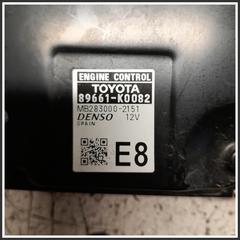 ENGINE CONTROL
TOYOTA
89661-K0082
MB283000-2151
DENSO 12V
SPAIN
E8